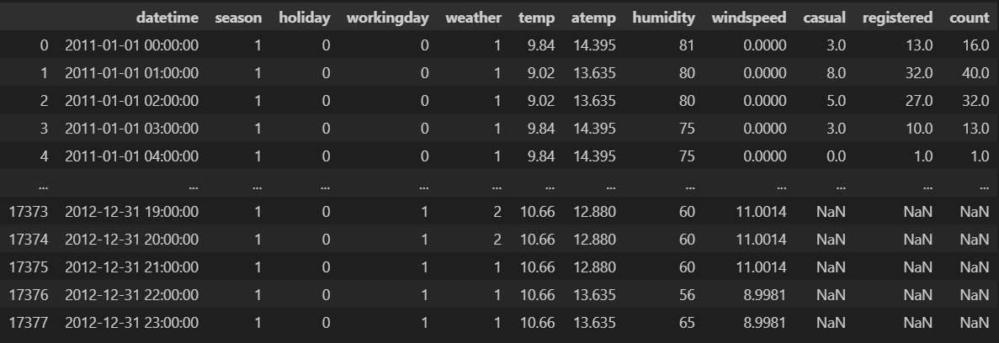 datetime season holiday workingday weather temp atemp humidity windspeed casual registered count
0 2011-01-01 00:00:00 1 0 0 1 9.84 14.395 81 0.0000 3.0 13.0 16.0
1 2011-01-01 01:00:00 1 0 0 1 9.02 13.635 80 0.0000 8.0 32.0 40.0
2 2011-01-01 02:00:00 1 0 0 1 9.02 13.635 80 0.0000 5.0 27.0 32.0
3 2011-01-01 03:00:00 1 0 0 1 9.84 14.395 75 0.0000 3.0 10.0 13.0
4 2011-01-01 04:00:00 1 0 0 1 9.84 14.395 75 0.0000 0.0 1.0 1.0
... ... ... ... ... ... ... ... ... ... ... ... ...
17373 2012-12-31 19:00:00 1 0 1 2 10.66 12.880 60 11.0014 NaN NaN NaN
17374 2012-12-31 20:00:00 1 0 1 2 10.66 12.880 60 11.0014 NaN NaN NaN
17375 2012-12-31 21:00:00 1 0 1 1 10.66 12.880 60 11.0014 NaN NaN NaN
17376 2012-12-31 22:00:00 1 0 1 1 10.66 13.635 56 8.9981 NaN NaN NaN
17377 2012-12-31 23:00:00 1 0 1 1 10.66 13.635 65 8.9981 NaN NaN NaN